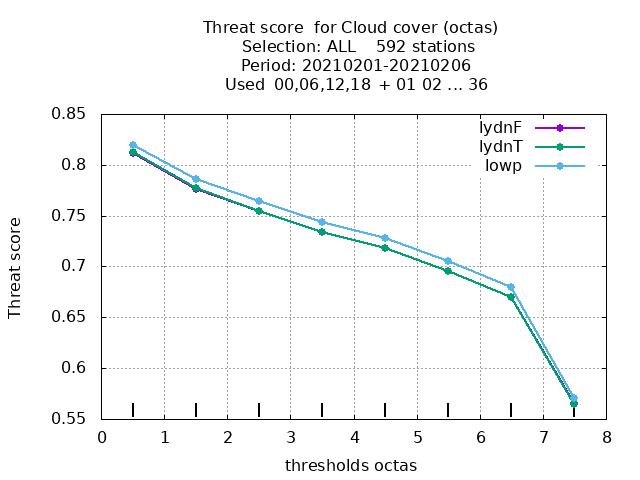 Threat score  for Cloud cover (octas)
Selection: ALL    592 stations
Period: 20210201-20210206
Used  00,06,12,18 + 01 02 ... 36
lydnF
lydnT
lowp
0.85
0.8
0.75
0.7
0.65
0.6
0.55
Threat score
0 1 2 3 4 5 6 7 8
thresholds octas